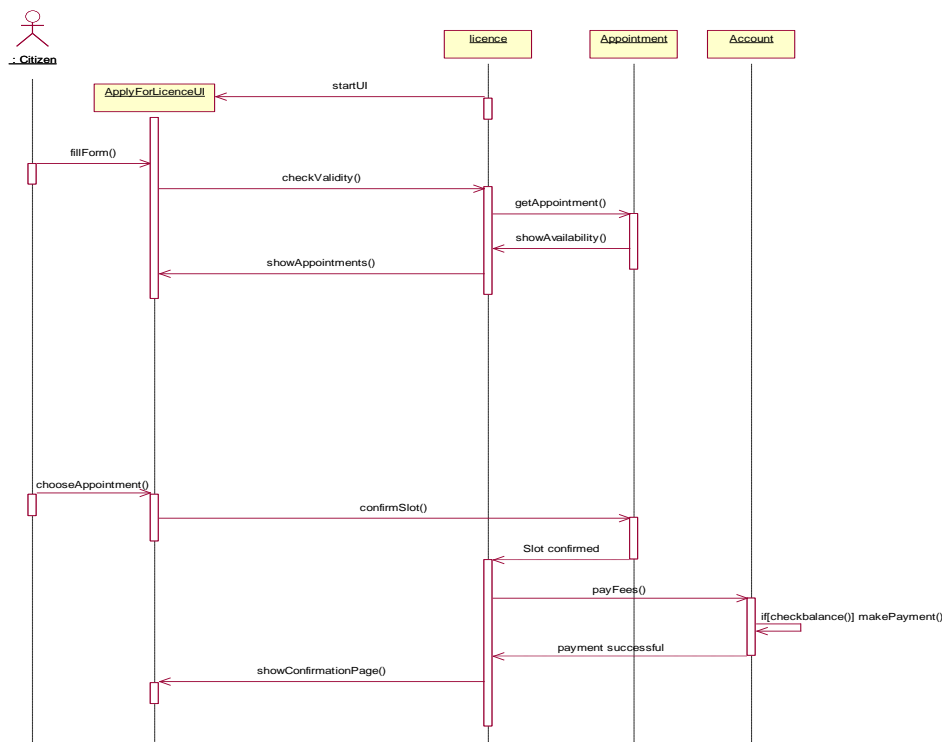 licence
Appointment
Account
: Citizen
ApplyForLicenceUI
startUI
fillForm()
checkValidity()
getAppointment()
showAvailability()
showAppointments()
chooseAppointment()
confirmSlot()
Slot confirmed
payFees()
if[checkbalance()] makePayment()
payment successful
showConfirmationPage()